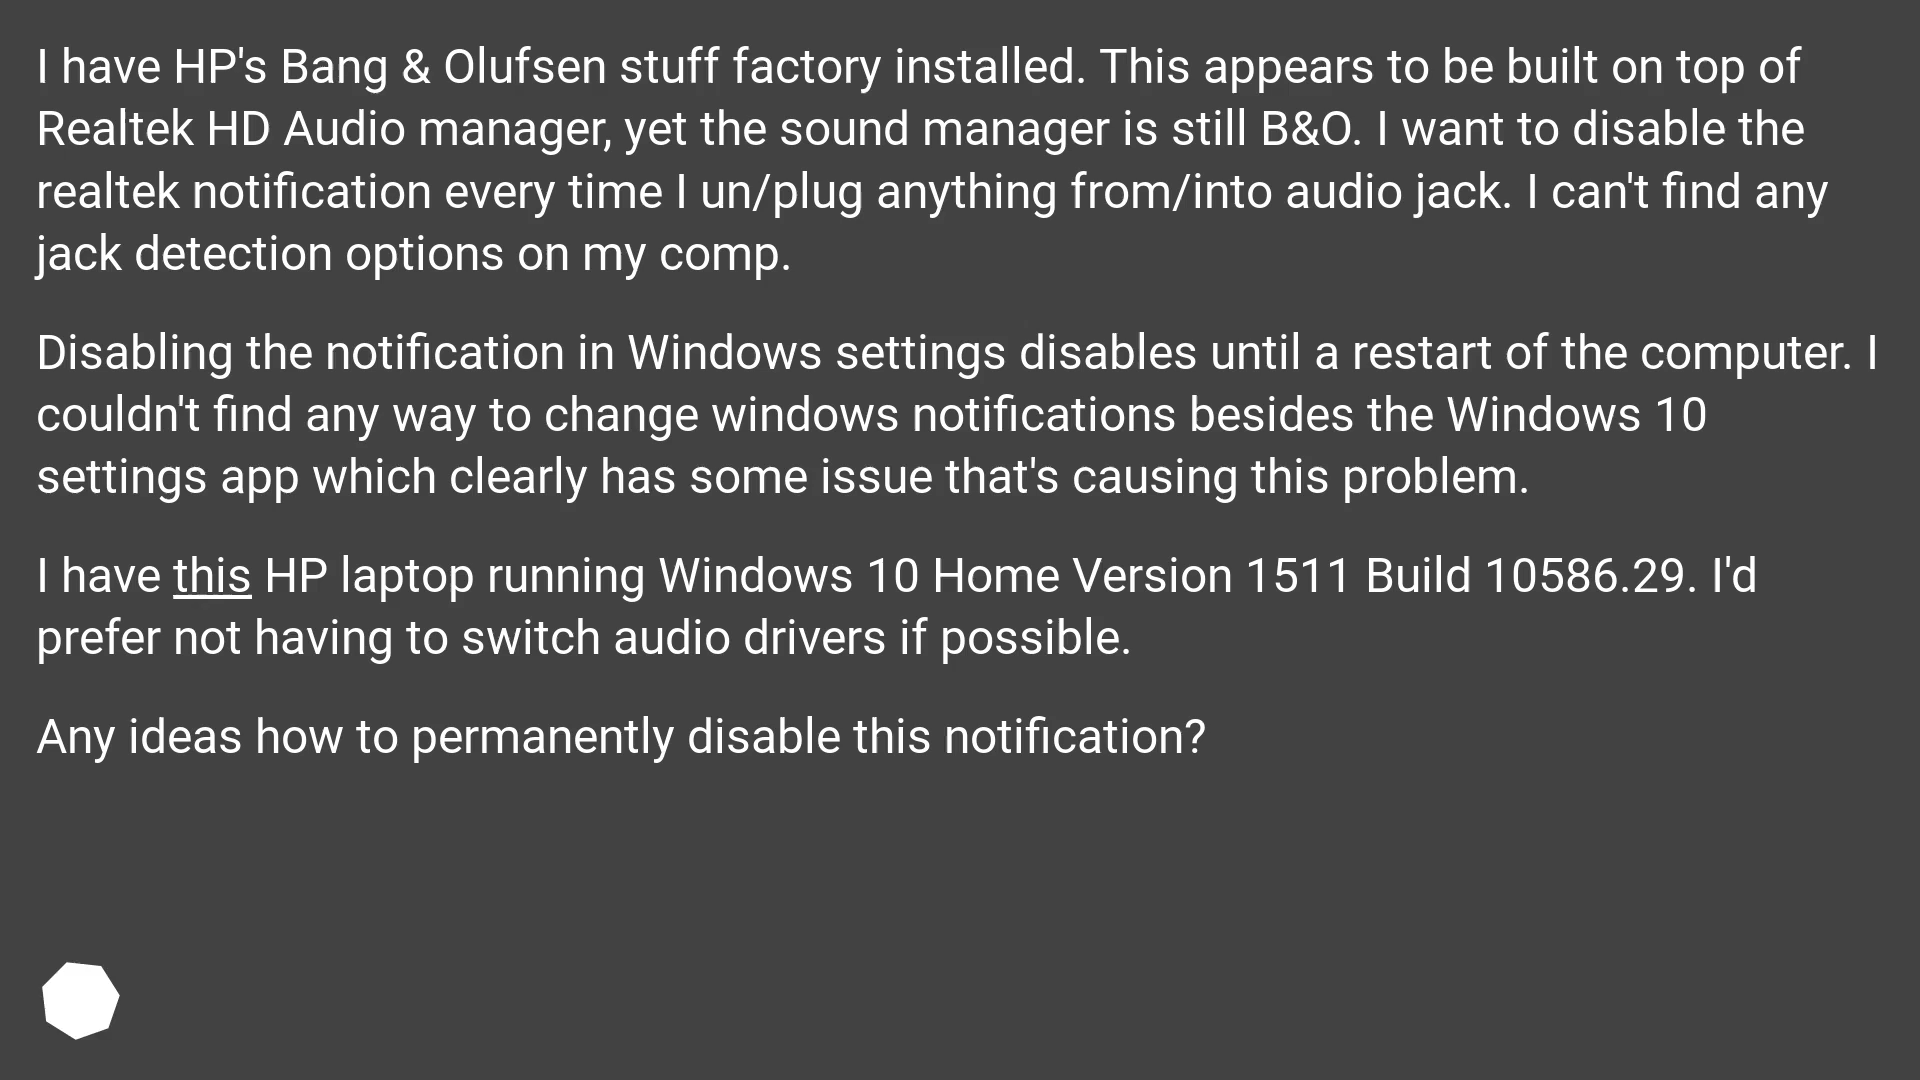 I have HP's Bang & Olufsen stuff factory installed. This appears to be built on top of
Realtek HD Audio manager, yet the sound manager is still B&O. I want to disable the
realtek notification every time I un/plug anything from/into audio jack. I can't find any
jack detection options on my comp.
Disabling the notification in Windows settings disables until a restart of the computer. I
couldn't find any way to change windows notifications besides the Windows 10
settings app which clearly has some issue that's causing this problem.
I have this HP laptop running Windows 10 Home Version 1511 Build 10586.29. I'd
prefer not having to switch audio drivers if possible.
Any ideas how to permanently disable this notification?